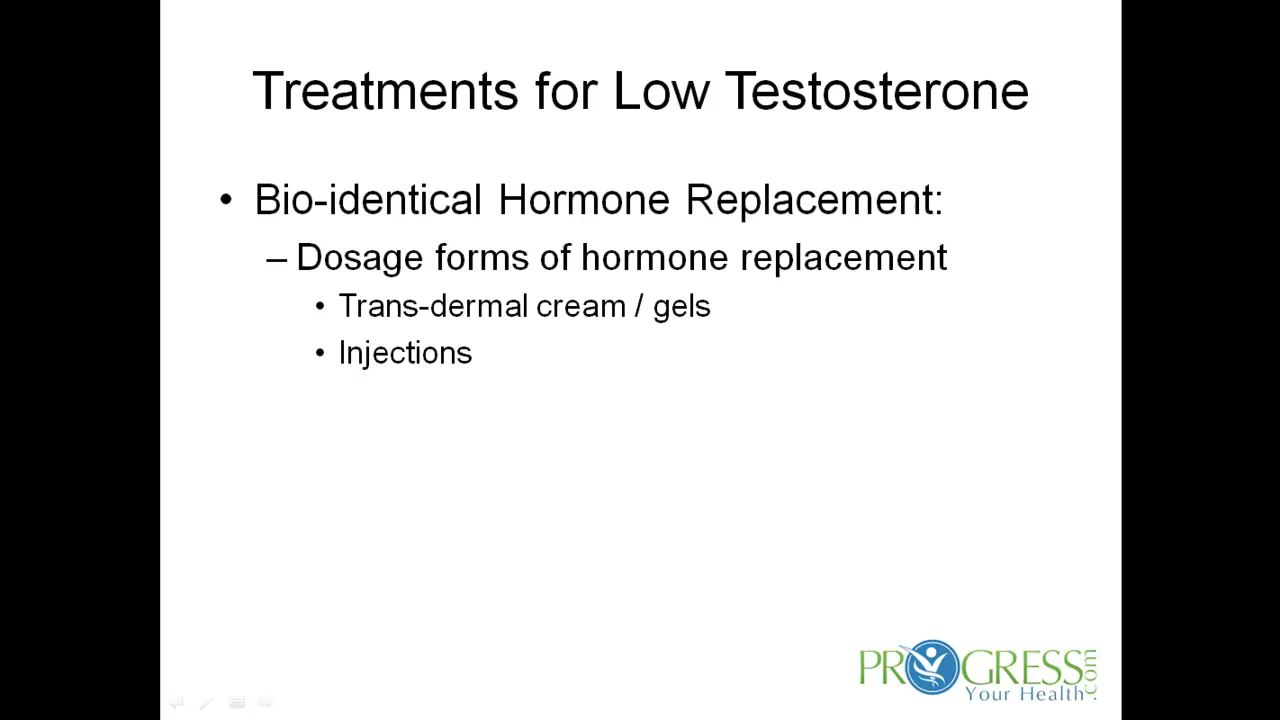 Treatments for Low Testosterone
• Bio-identical Hormone Replacement:
– Dosage forms of hormone replacement
• Trans-dermal cream / gels
• Injections
PROGRESS.com
Your Health